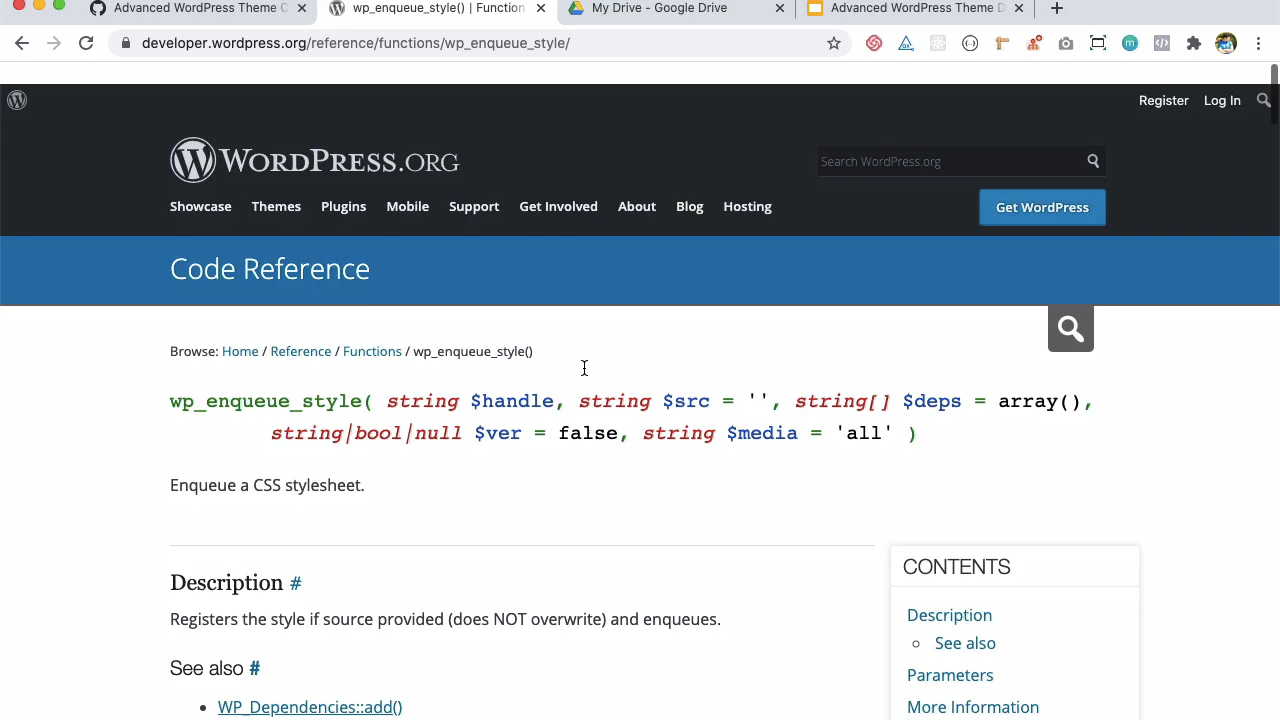 Advanced WordPress Theme C
wp_enqueue_style() | Function
My Drive - Google Drive
Advanced WordPress Theme D
developer.wordpress.org/reference/functions/wp_enqueue_style/
Register Log In
WORDPRESS.ORG
Search WordPress.org
Showcase Themes Plugins Mobile Support Get Involved About Blog Hosting
Get WordPress
Code Reference
Browse: Home / Reference / Functions / wp_enqueue_style()
wp_enqueue_style( string $handle, string $src = '', string[] $deps = array(),
string|bool|null $ver = false, string $media = 'all' )
Enqueue a CSS stylesheet.
Description #
Registers the style if source provided (does NOT overwrite) and enqueues.
See also #
• WP_Dependencies::add()
CONTENTS
Description
See also
Parameters
More Information